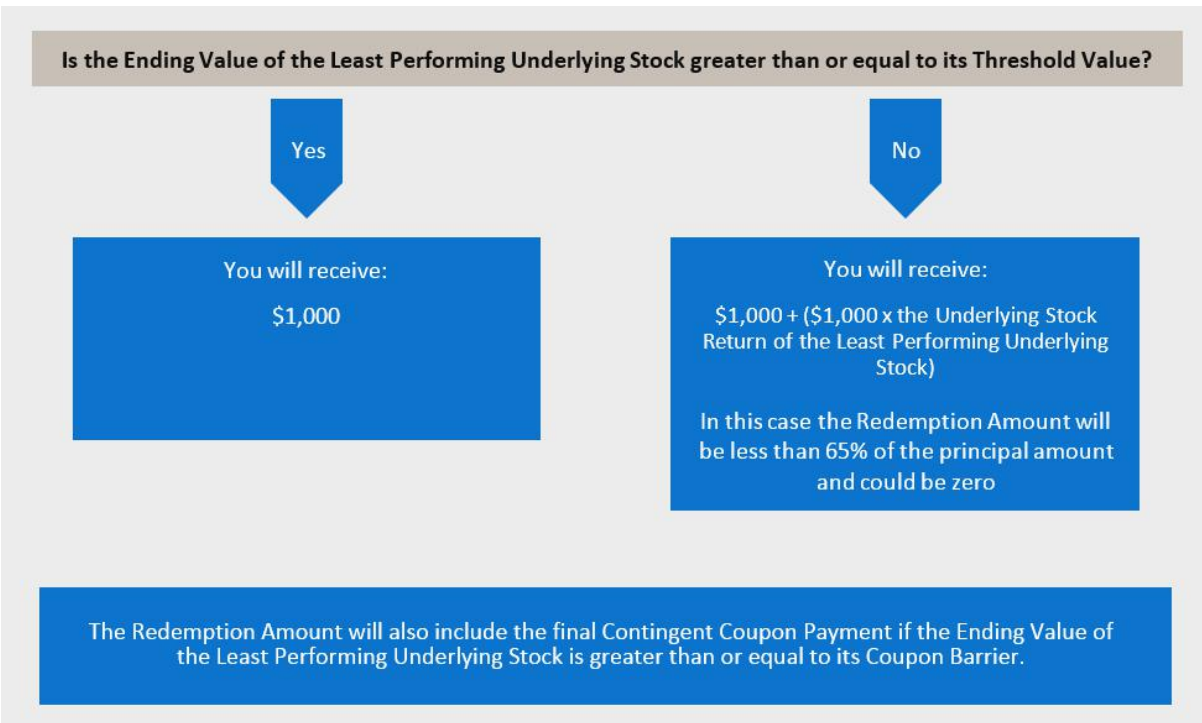 Is the Ending Value of the Least Performing Underlying Stock greater than or equal to its Threshold Value?
Yes
No
You will receive:
$1,000
You will receive:
$1,000 + ($1,000 x the Underlying Stock
Return of the Least Performing Underlying
Stock)
In this case the Redemption Amount will
be less than 65% of the principal amount
and could be zero
The Redemption Amount will also include the final Contingent Coupon Payment if the Ending Value of
the Least Performing Underlying Stock is greater than or equal to its Coupon Barrier.